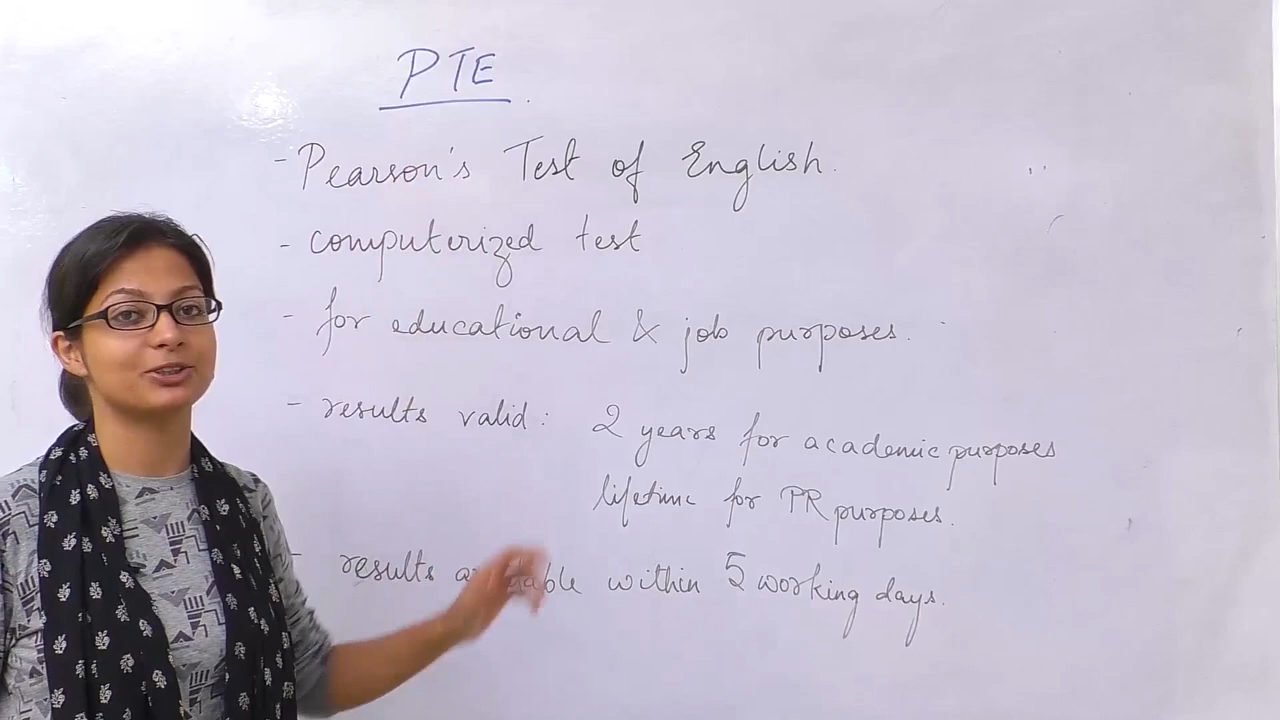 PTE
- Pearson's Test of English.
- computerized test
- for educational & job purposes.
- results valid: 2 years for academic purposes
lifetime for PR purposes.
- results within 5 working days.